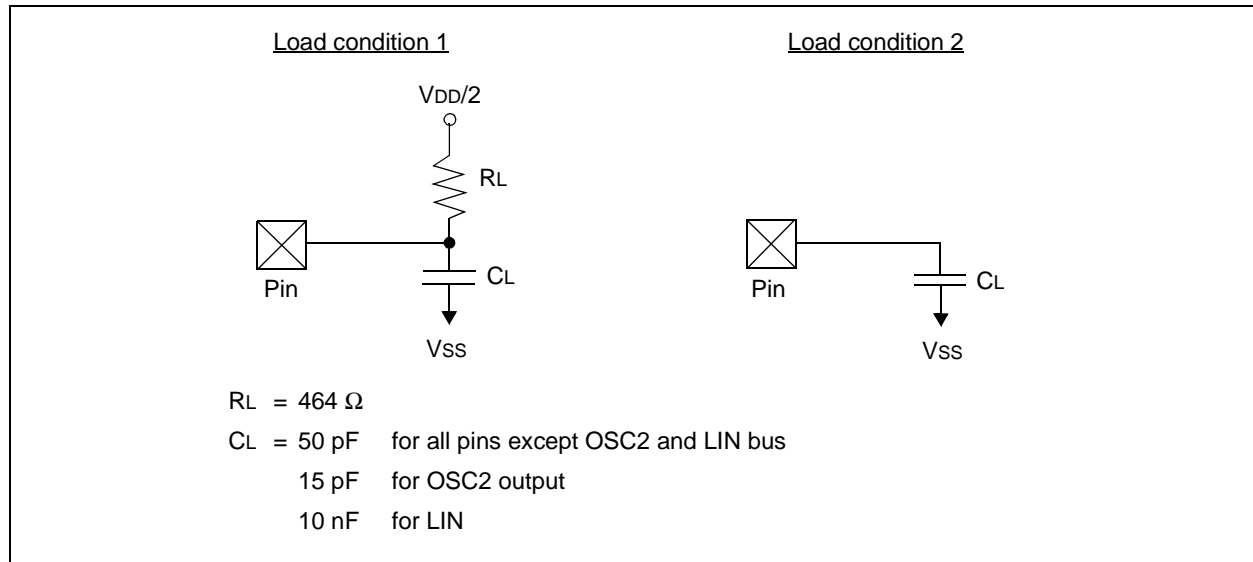 Load condition 1
Load condition 2
VDD/2
RL
CL
Pin
VSS
CL
Pin
VSS
RL = 464 Ω
CL = 50 pF for all pins except OSC2 and LIN bus
15 pF for OSC2 output
10 nF for LIN